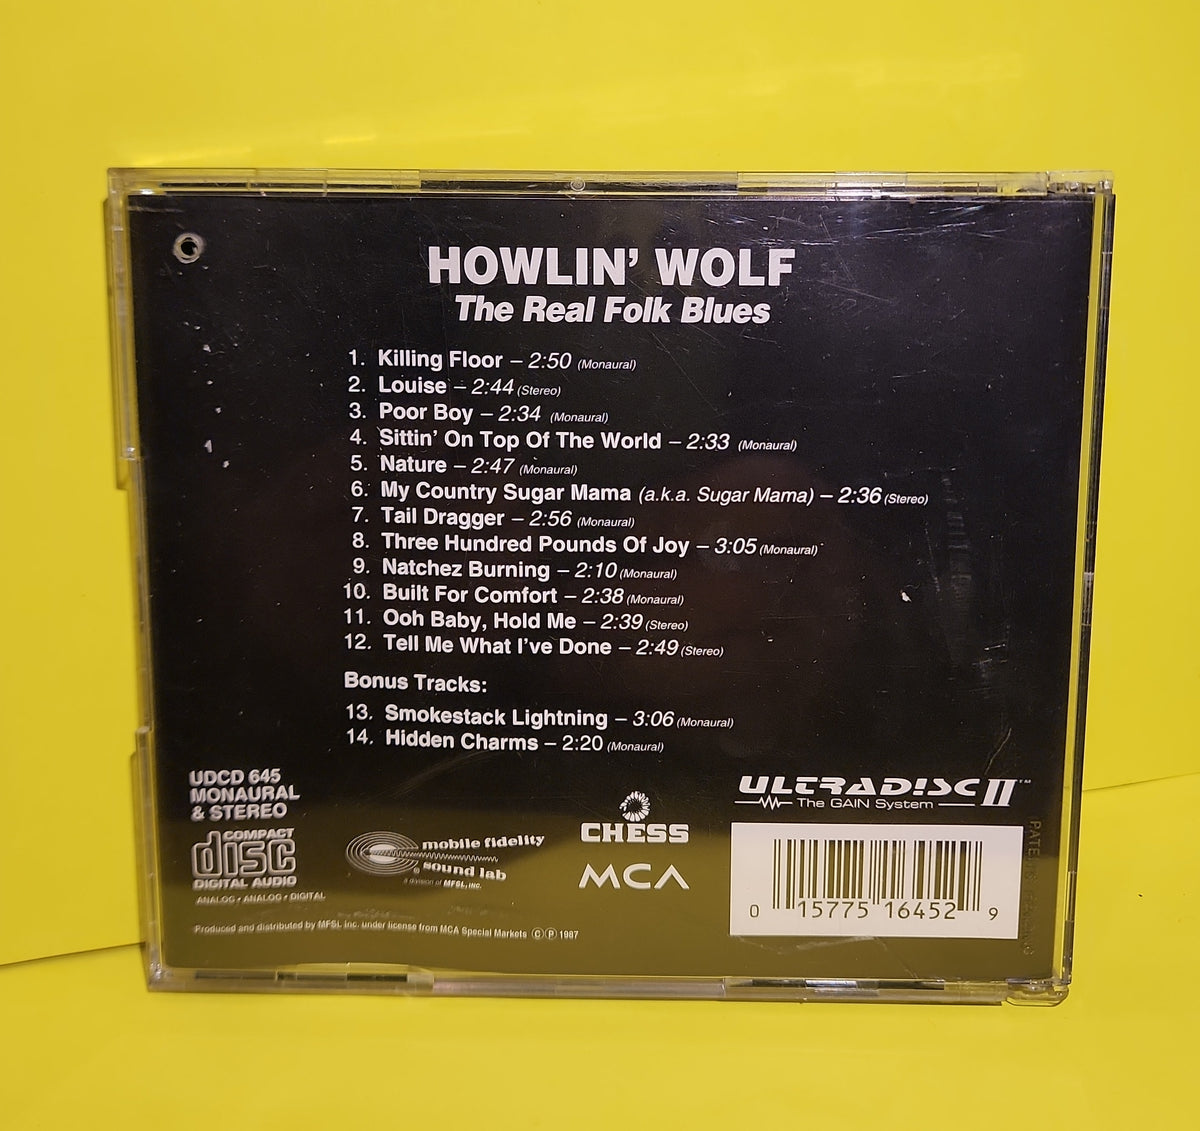 HOWLIN' WOLF
The Real Folk Blues
1. Killing Floor – 2:50 (Monaural)
2. Louise – 2:44 (Stereo)
3. Poor Boy – 2:34 (Monaural)
4. Sittin' On Top Of The World – 2:33 (Monaural)
5. Nature – 2:47 (Monaural)
6. My Country Sugar Mama (a.k.a. Sugar Mama) – 2:36 (Stereo)
7. Tail Dragger – 2:56 (Monaural)
8. Three Hundred Pounds Of Joy – 3:05 (Monaural)
9. Natchez Burning – 2:10 (Monaural)
10. Built For Comfort – 2:38 (Monaural)
11. Ooh Baby, Hold Me – 2:39 (Stereo)
12. Tell Me What I've Done – 2:49 (Stereo)
Bonus Tracks:
13. Smokestack Lightning – 3:06 (Monaural)
14. Hidden Charms – 2:20 (Monaural)
UDCD 645
MONAURAL
& STEREO
COMPACT
disc
DIGITAL AUDIO
ANALOG • ANALOG • DIGITAL
mobile fidelity
® sound lab
a division of MFSL, INC.
CHESS
MCA
ULTRADISC II™
The GAIN System
0 15775 16452 9
Produced and distributed by MFSL Inc. under license from MCA Special Markets Ⓒ Ⓟ 1987